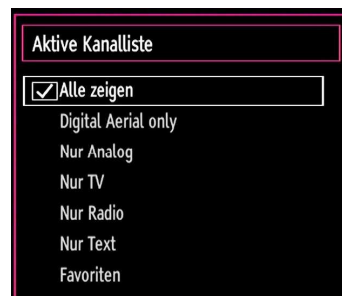 Aktive Kanalliste
Alle zeigen
Digital Aerial only
Nur Analog
Nur TV
Nur Radio
Nur Text
Favoriten